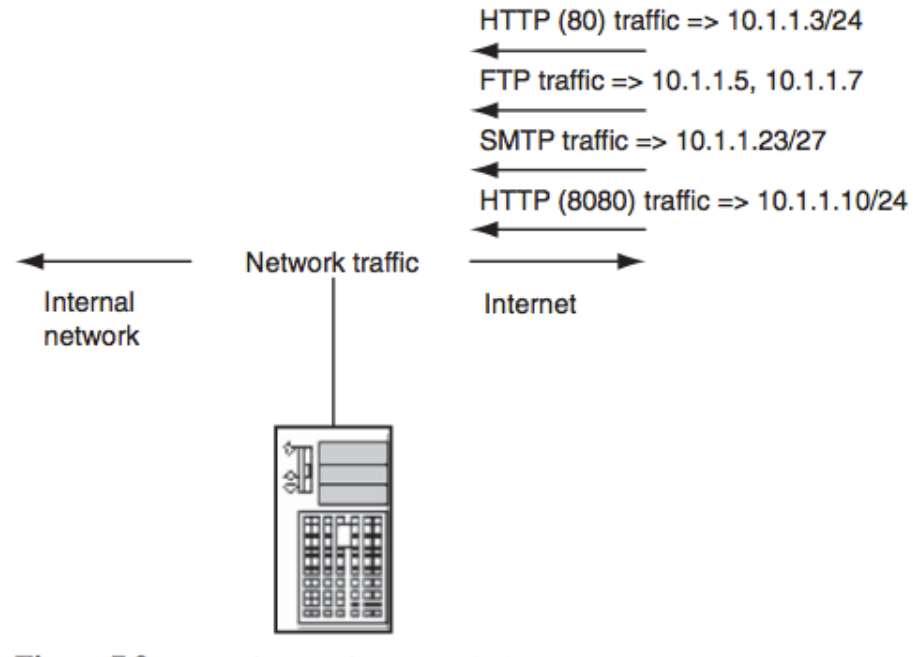 HTTP (80) traffic => 10.1.1.3/24
FTP traffic => 10.1.1.5, 10.1.1.7
SMTP traffic => 10.1.1.23/27
HTTP (8080) traffic => 10.1.1.10/24
Network traffic
Internal
network
Internet